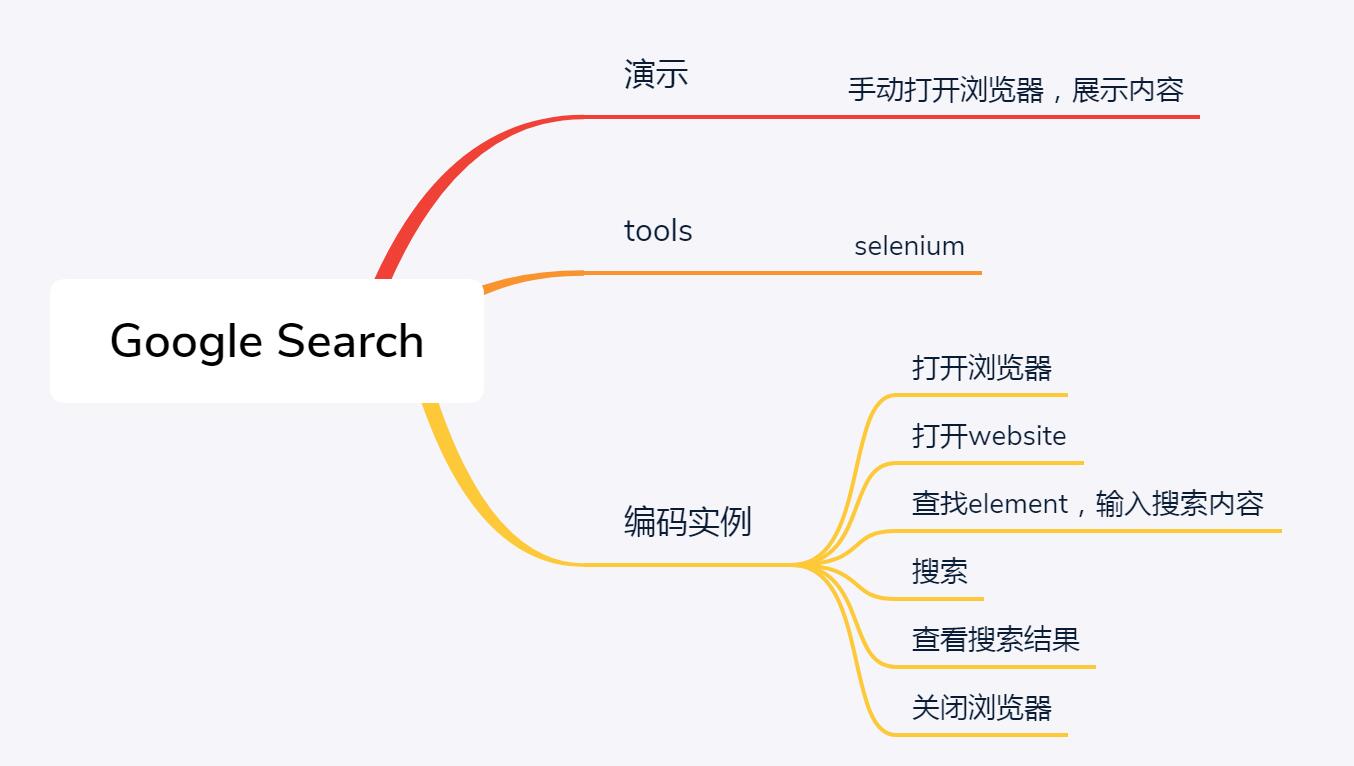 Google Search
演示
手动打开浏览器，展示内容
tools
selenium
编码实例
打开浏览器
打开website
查找element，输入搜索内容
搜索
查看搜索结果
关闭浏览器